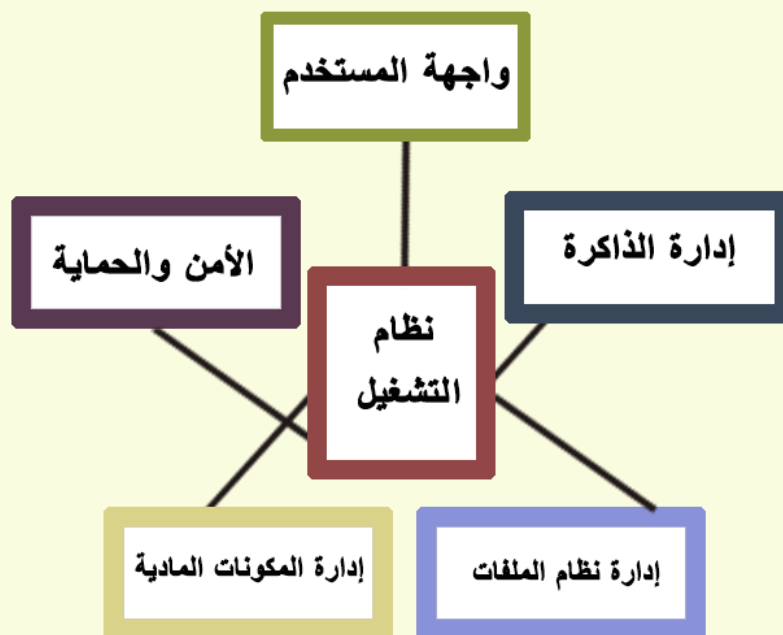 واجهة المستخدم
إدارة الذاكرة
الأمن والحماية
نظام
التشغيل
إدارة نظام الملفات
إدارة المكونات المادية